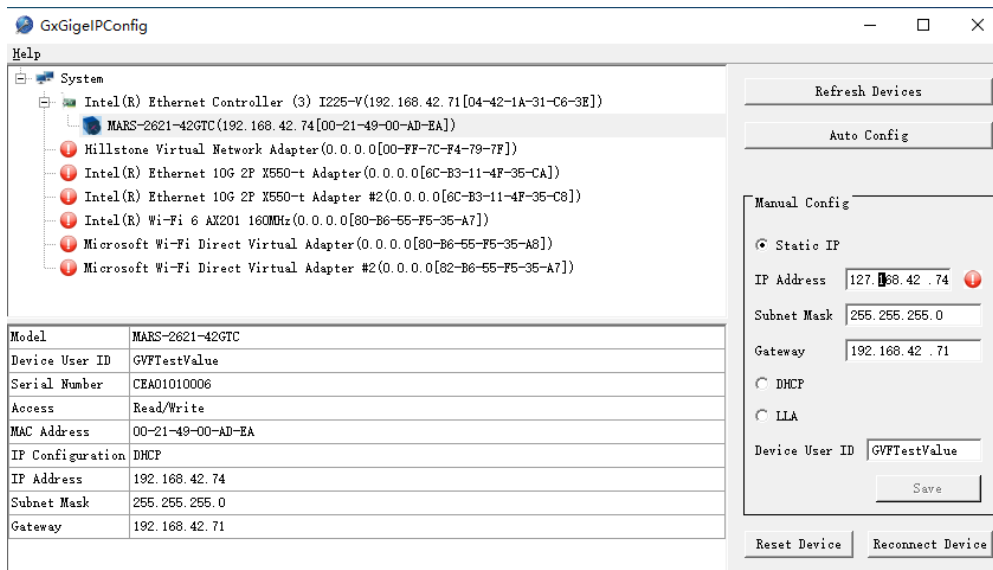 GxGigeIPConfig
Help
System
Intel(R) Ethernet Controller (3) I225-V(192.168.42.71[04-42-1A-31-C6-3E])
MARS-2621-42GTC(192.168.42.74[00-21-49-00-AD-EA])
Hillstone Virtual Network Adapter(0.0.0.0[00-FF-7C-F4-79-7F])
Intel(R) Ethernet 10G 2P X550-t Adapter(0.0.0.0[6C-B3-11-4F-35-CA])
Intel(R) Ethernet 10G 2P X550-t Adapter #2(0.0.0.0[6C-B3-11-4F-35-C8])
Intel(R) Wi-Fi 6 AX201 160MHz(0.0.0.0[80-B6-55-F5-35-A7])
Microsoft Wi-Fi Direct Virtual Adapter(0.0.0.0[80-B6-55-F5-35-A8])
Microsoft Wi-Fi Direct Virtual Adapter #2(0.0.0.0[82-B6-55-F5-35-A7])
Model MARS-2621-42GTC
Device User ID GVFTestValue
Serial Number CEA01010006
Access Read/Write
MAC Address 00-21-49-00-AD-EA
IP Configuration DHCP
IP Address 192.168.42.74
Subnet Mask 255.255.255.0
Gateway 192.168.42.71
Refresh Devices
Auto Config
Manual Config
Static IP
IP Address 127.168.42 .74
Subnet Mask 255.255.255.0
Gateway 192.168.42 .71
DHCP
LLA
Device User ID GVFTestValue
Save
Reset Device Reconnect Device